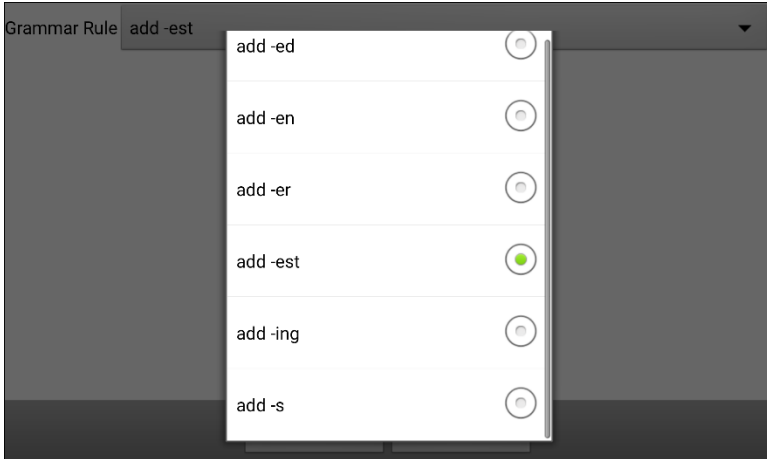 Grammar Rule
add -est
add -ed
add -en
add -er
add -est
add -ing
add -s